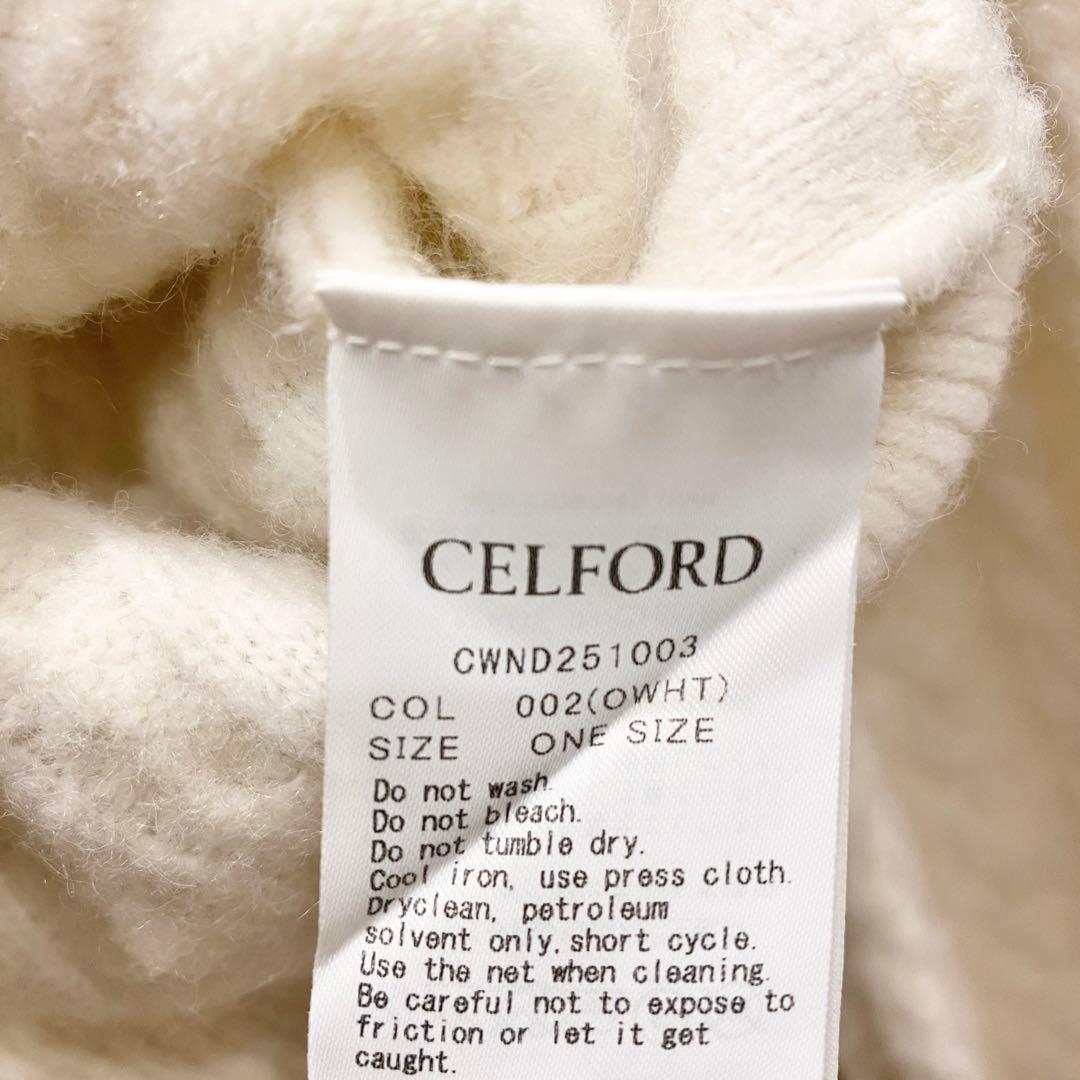 CELFORD
CWND251003
COL 002(OWHT)
SIZE ONE SIZE
Do not wash.
Do not bleach.
Do not tumble dry.
Cool iron, use press cloth.
Dryclean, petroleum
solvent only,short cycle.
Use the net when cleaning.
Be careful not to expose to
friction or let it get
caught.